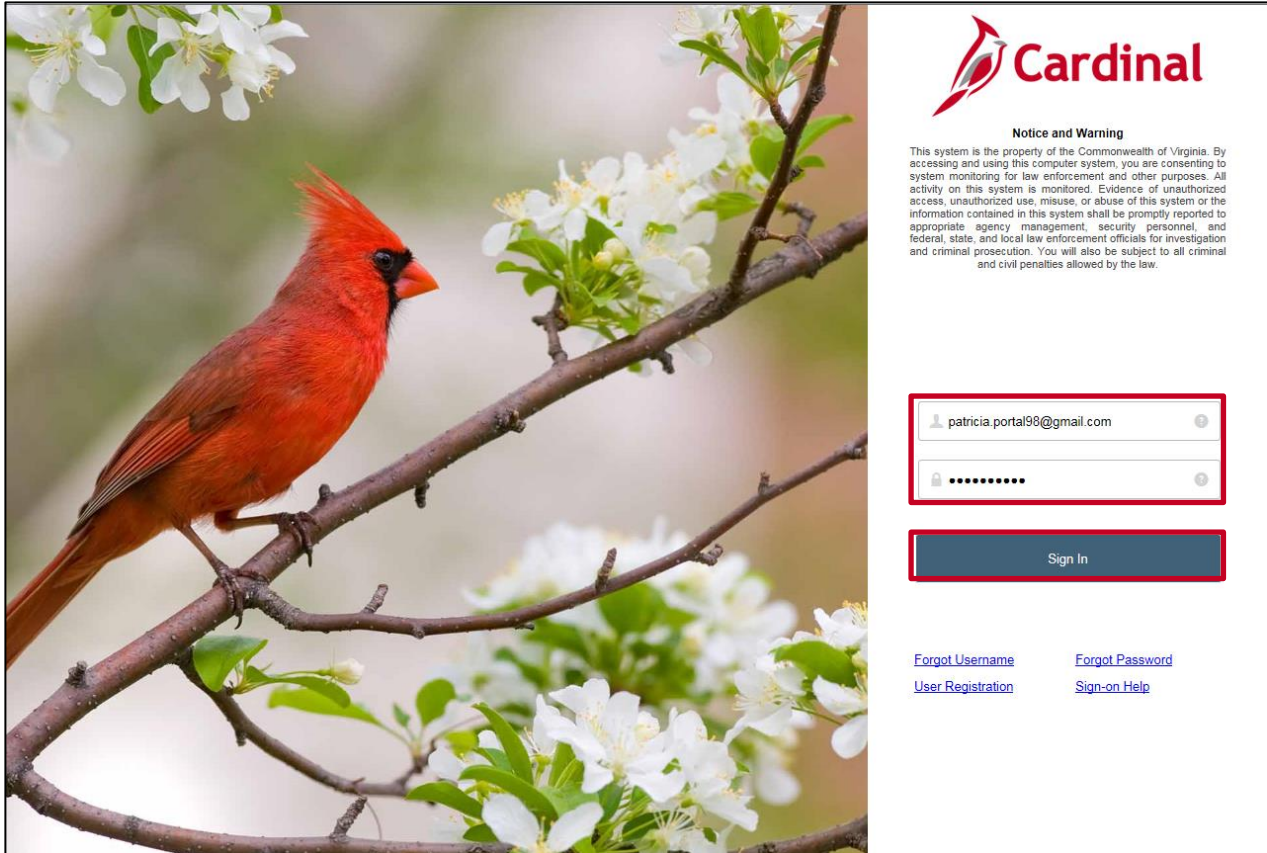 Cardinal
Notice and Warning
This system is the property of the Commonwealth of Virginia. By
accessing and using this computer system, you are consenting to
system monitoring for law enforcement and other purposes. All
activity on this system is monitored. Evidence of unauthorized
access, unauthorized use, misuse, or abuse of this system or the
information contained in this system shall be promptly reported to
appropriate agency management, security personnel, and
federal, state, and local law enforcement officials for investigation
and criminal prosecution. You will also be subject to all criminal
and civil penalties allowed by the law.
patricia.portal98@gmail.com
••••••••••
Sign In
Forgot Username Forgot Password
User Registration Sign-on Help